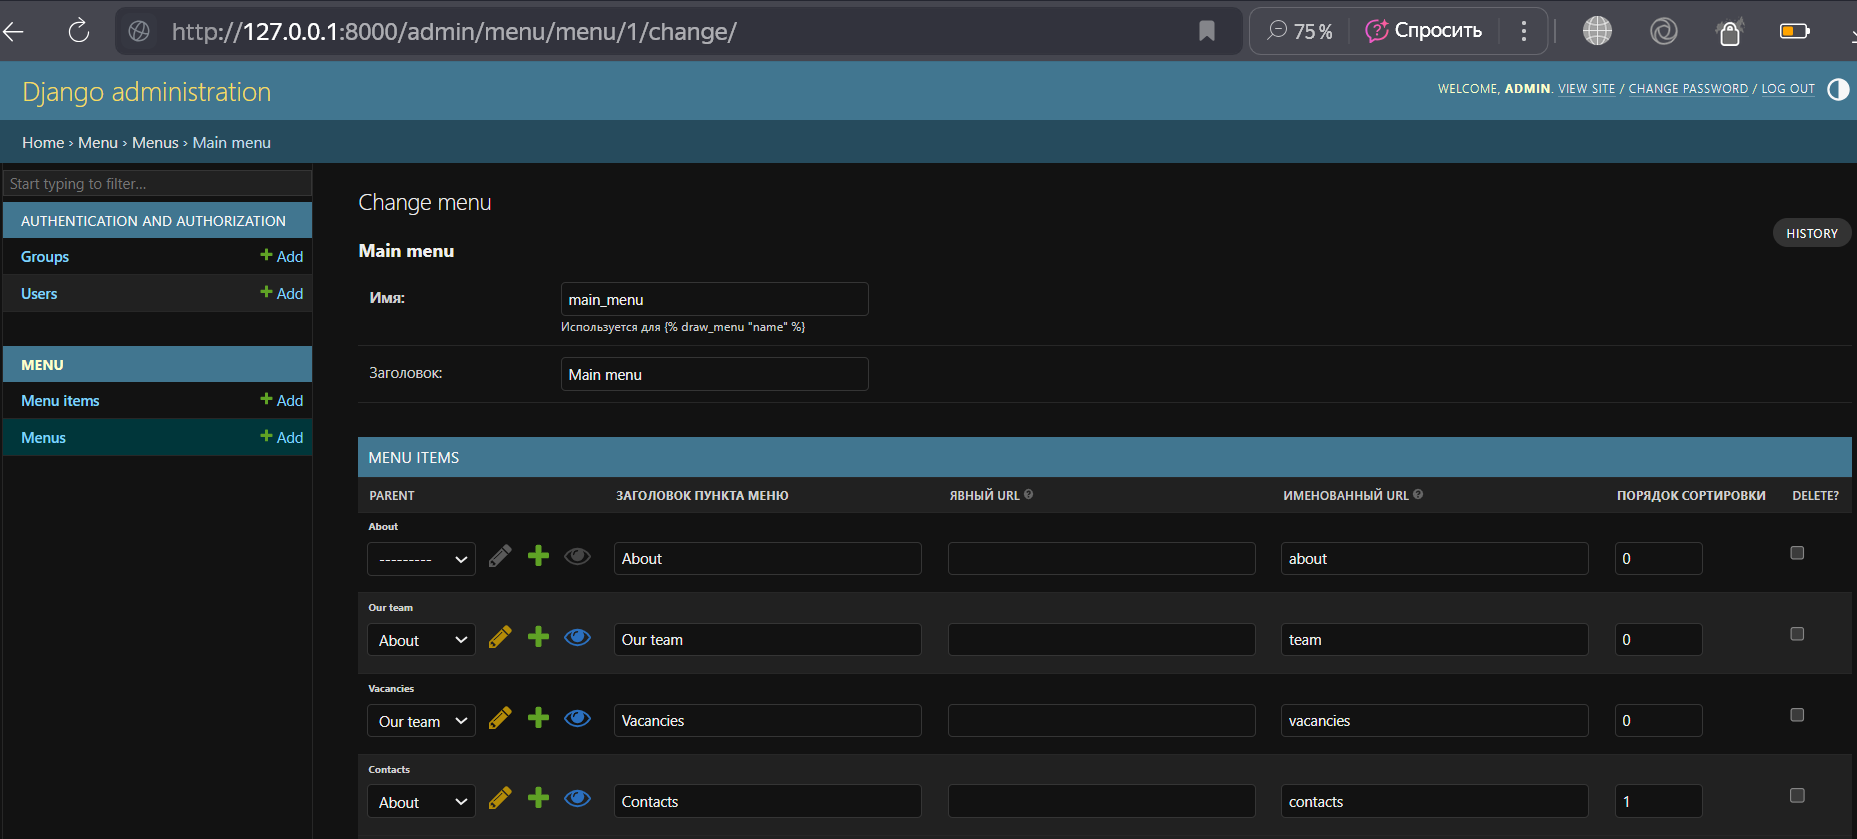 http://127.0.0.1:8000/admin/menu/menu/1/change/
75 %
Спросить
Django administration
WELCOME, ADMIN. VIEW SITE / CHANGE PASSWORD / LOG OUT
Home › Menu › Menus › Main menu
Start typing to filter...
AUTHENTICATION AND AUTHORIZATION
Groups + Add
Users + Add
MENU
Menu items + Add
Menus + Add
Change menu
HISTORY
Main menu
Имя: main_menu
Используется для {% draw_menu "name" %}
Заголовок: Main menu
MENU ITEMS
PARENT ЗАГОЛОВОК ПУНКТА МЕНЮ ЯВНЫЙ URL ИМЕНОВАННЫЙ URL ПОРЯДОК СОРТИРОВКИ DELETE?
About
--------- About about 0
Our team
About Our team team 0
Vacancies
Our team Vacancies vacancies 0
Contacts
About Contacts contacts 1